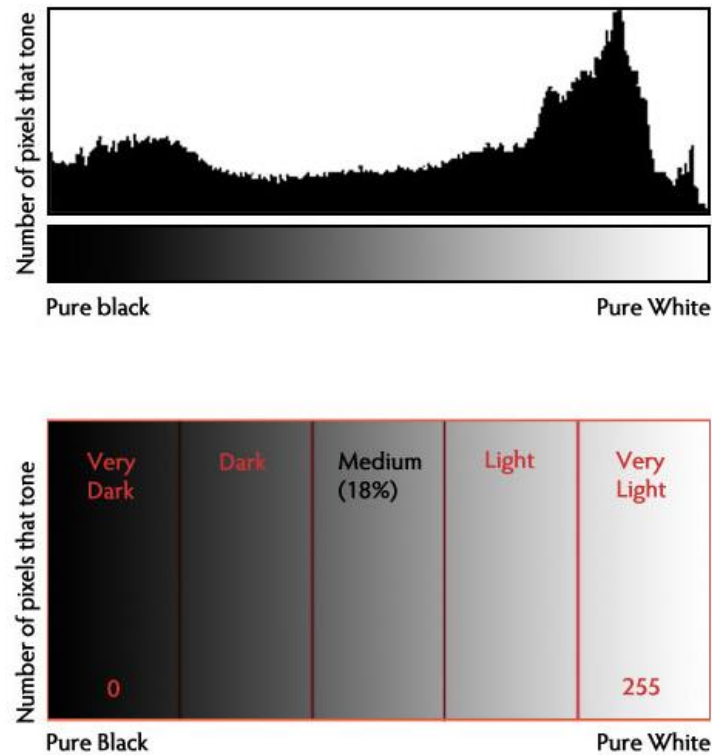 Number of pixels that tone
Pure black
Pure White
Number of pixels that tone
Very
Dark
Dark
Medium
(18%)
Light
Very
Light
0
255
Pure Black
Pure White